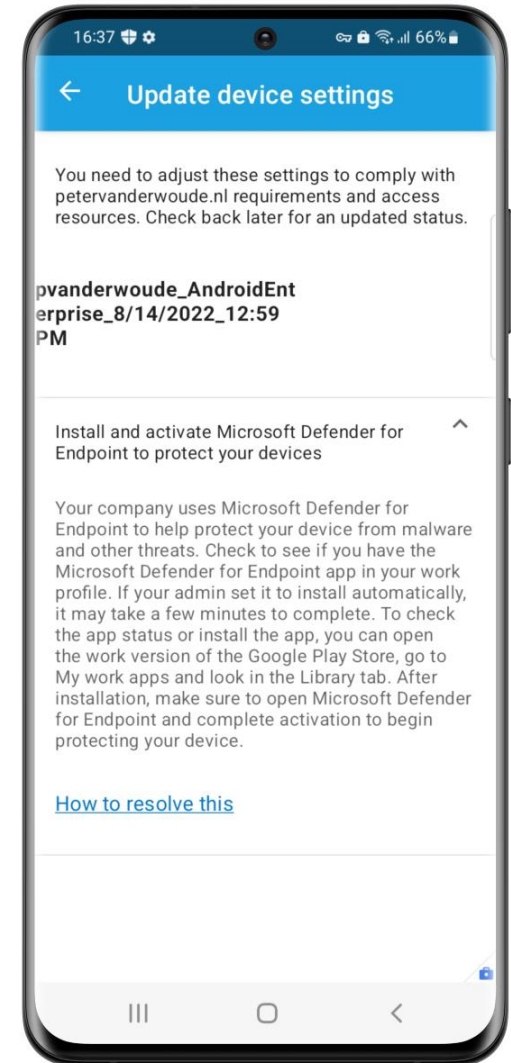 16:37 66%
Update device settings
You need to adjust these settings to comply with
petervanderwoude.nl requirements and access
resources. Check back later for an updated status.
pvanderwoude_AndroidEnt
erprise_8/14/2022_12:59
PM
Install and activate Microsoft Defender for
Endpoint to protect your devices
Your company uses Microsoft Defender for
Endpoint to help protect your device from malware
and other threats. Check to see if you have the
Microsoft Defender for Endpoint app in your work
profile. If your admin set it to install automatically,
it may take a few minutes to complete. To check
the app status or install the app, you can open
the work version of the Google Play Store, go to
My work apps and look in the Library tab. After
installation, make sure to open Microsoft Defender
for Endpoint and complete activation to begin
protecting your device.
How to resolve this